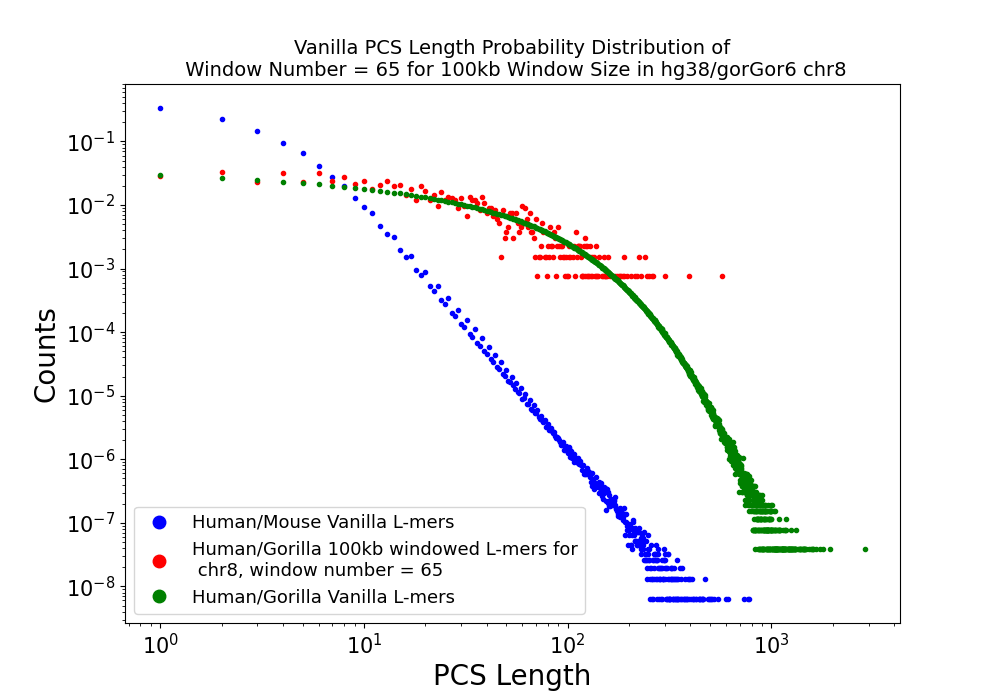 Vanilla PCS Length Probability Distribution of
Window Number = 65 for 100kb Window Size in hg38/gorGor6 chr8
Counts
10⁻¹
10⁻²
10⁻³
10⁻⁴
10⁻⁵
10⁻⁶
10⁻⁷
10⁻⁸
Human/Mouse Vanilla L-mers
Human/Gorilla 100kb windowed L-mers for
chr8, window number = 65
Human/Gorilla Vanilla L-mers
10⁰ 10¹ 10² 10³
PCS Length